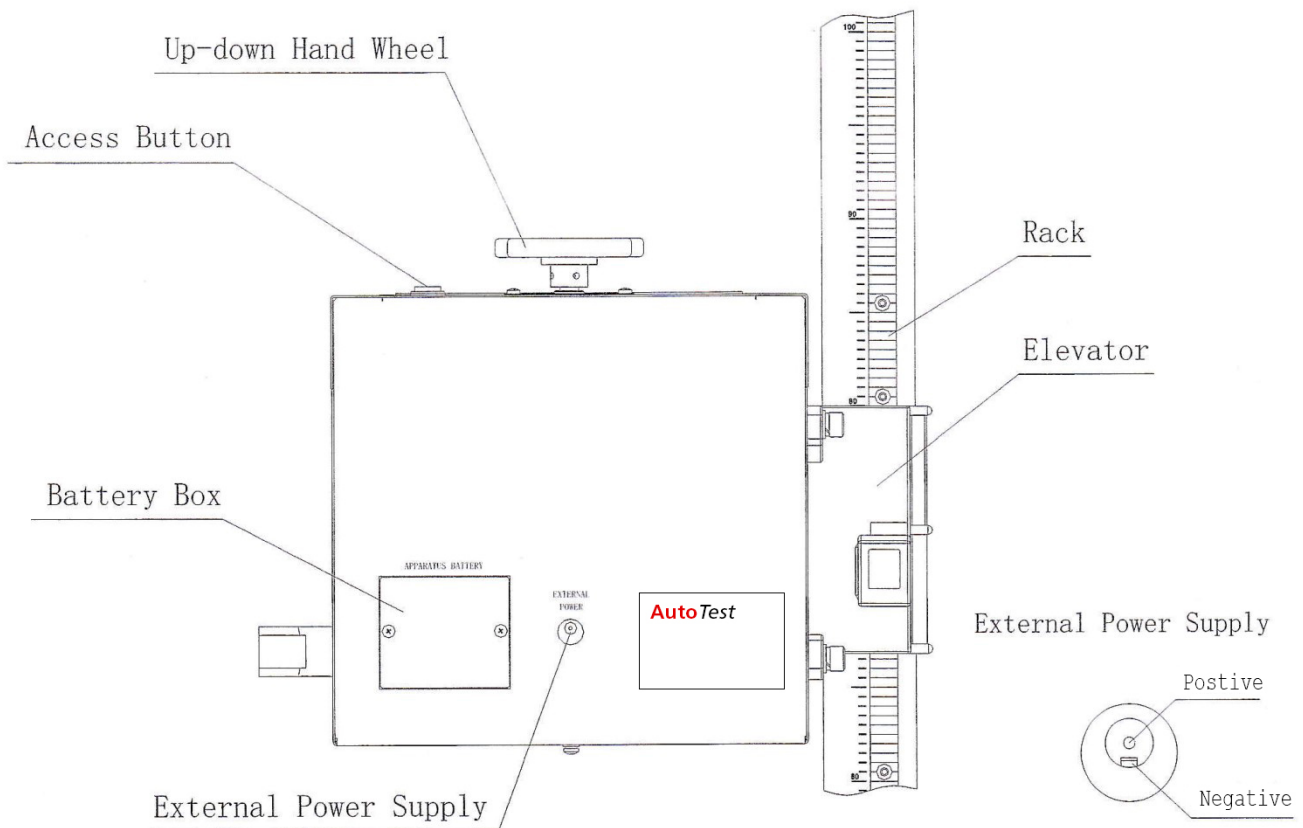 Up-down Hand Wheel
Access Button
100
90
Rack
Elevator
80
Battery Box
APPARATUS BATTERY
EXTERNAL
POWER
AutoTest
External Power Supply
Postive
60
Negative
External Power Supply